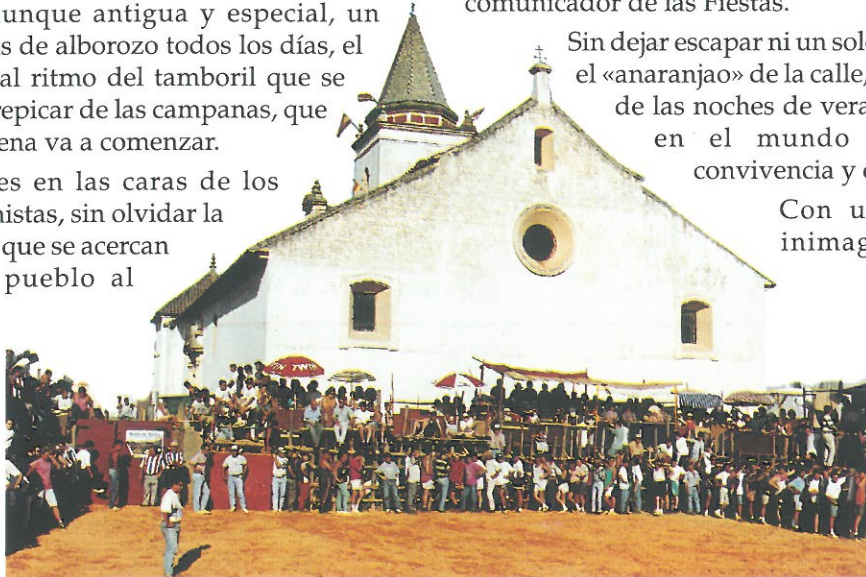 unque antigua y especial, un
s de alborozo todos los días, el
al ritmo del tamboril que se
repicar de las campanas, que
ena va a comenzar.
es en las caras de los
nistas, sin olvidar la
que se acercan
pueblo al
comunicador de las Fiestas.
Sin dejar escapar ni un sol
el «anaranjao» de la calle,
de las noches de vera
en el mundo
convivencia y
Con u
inimag
TWIN